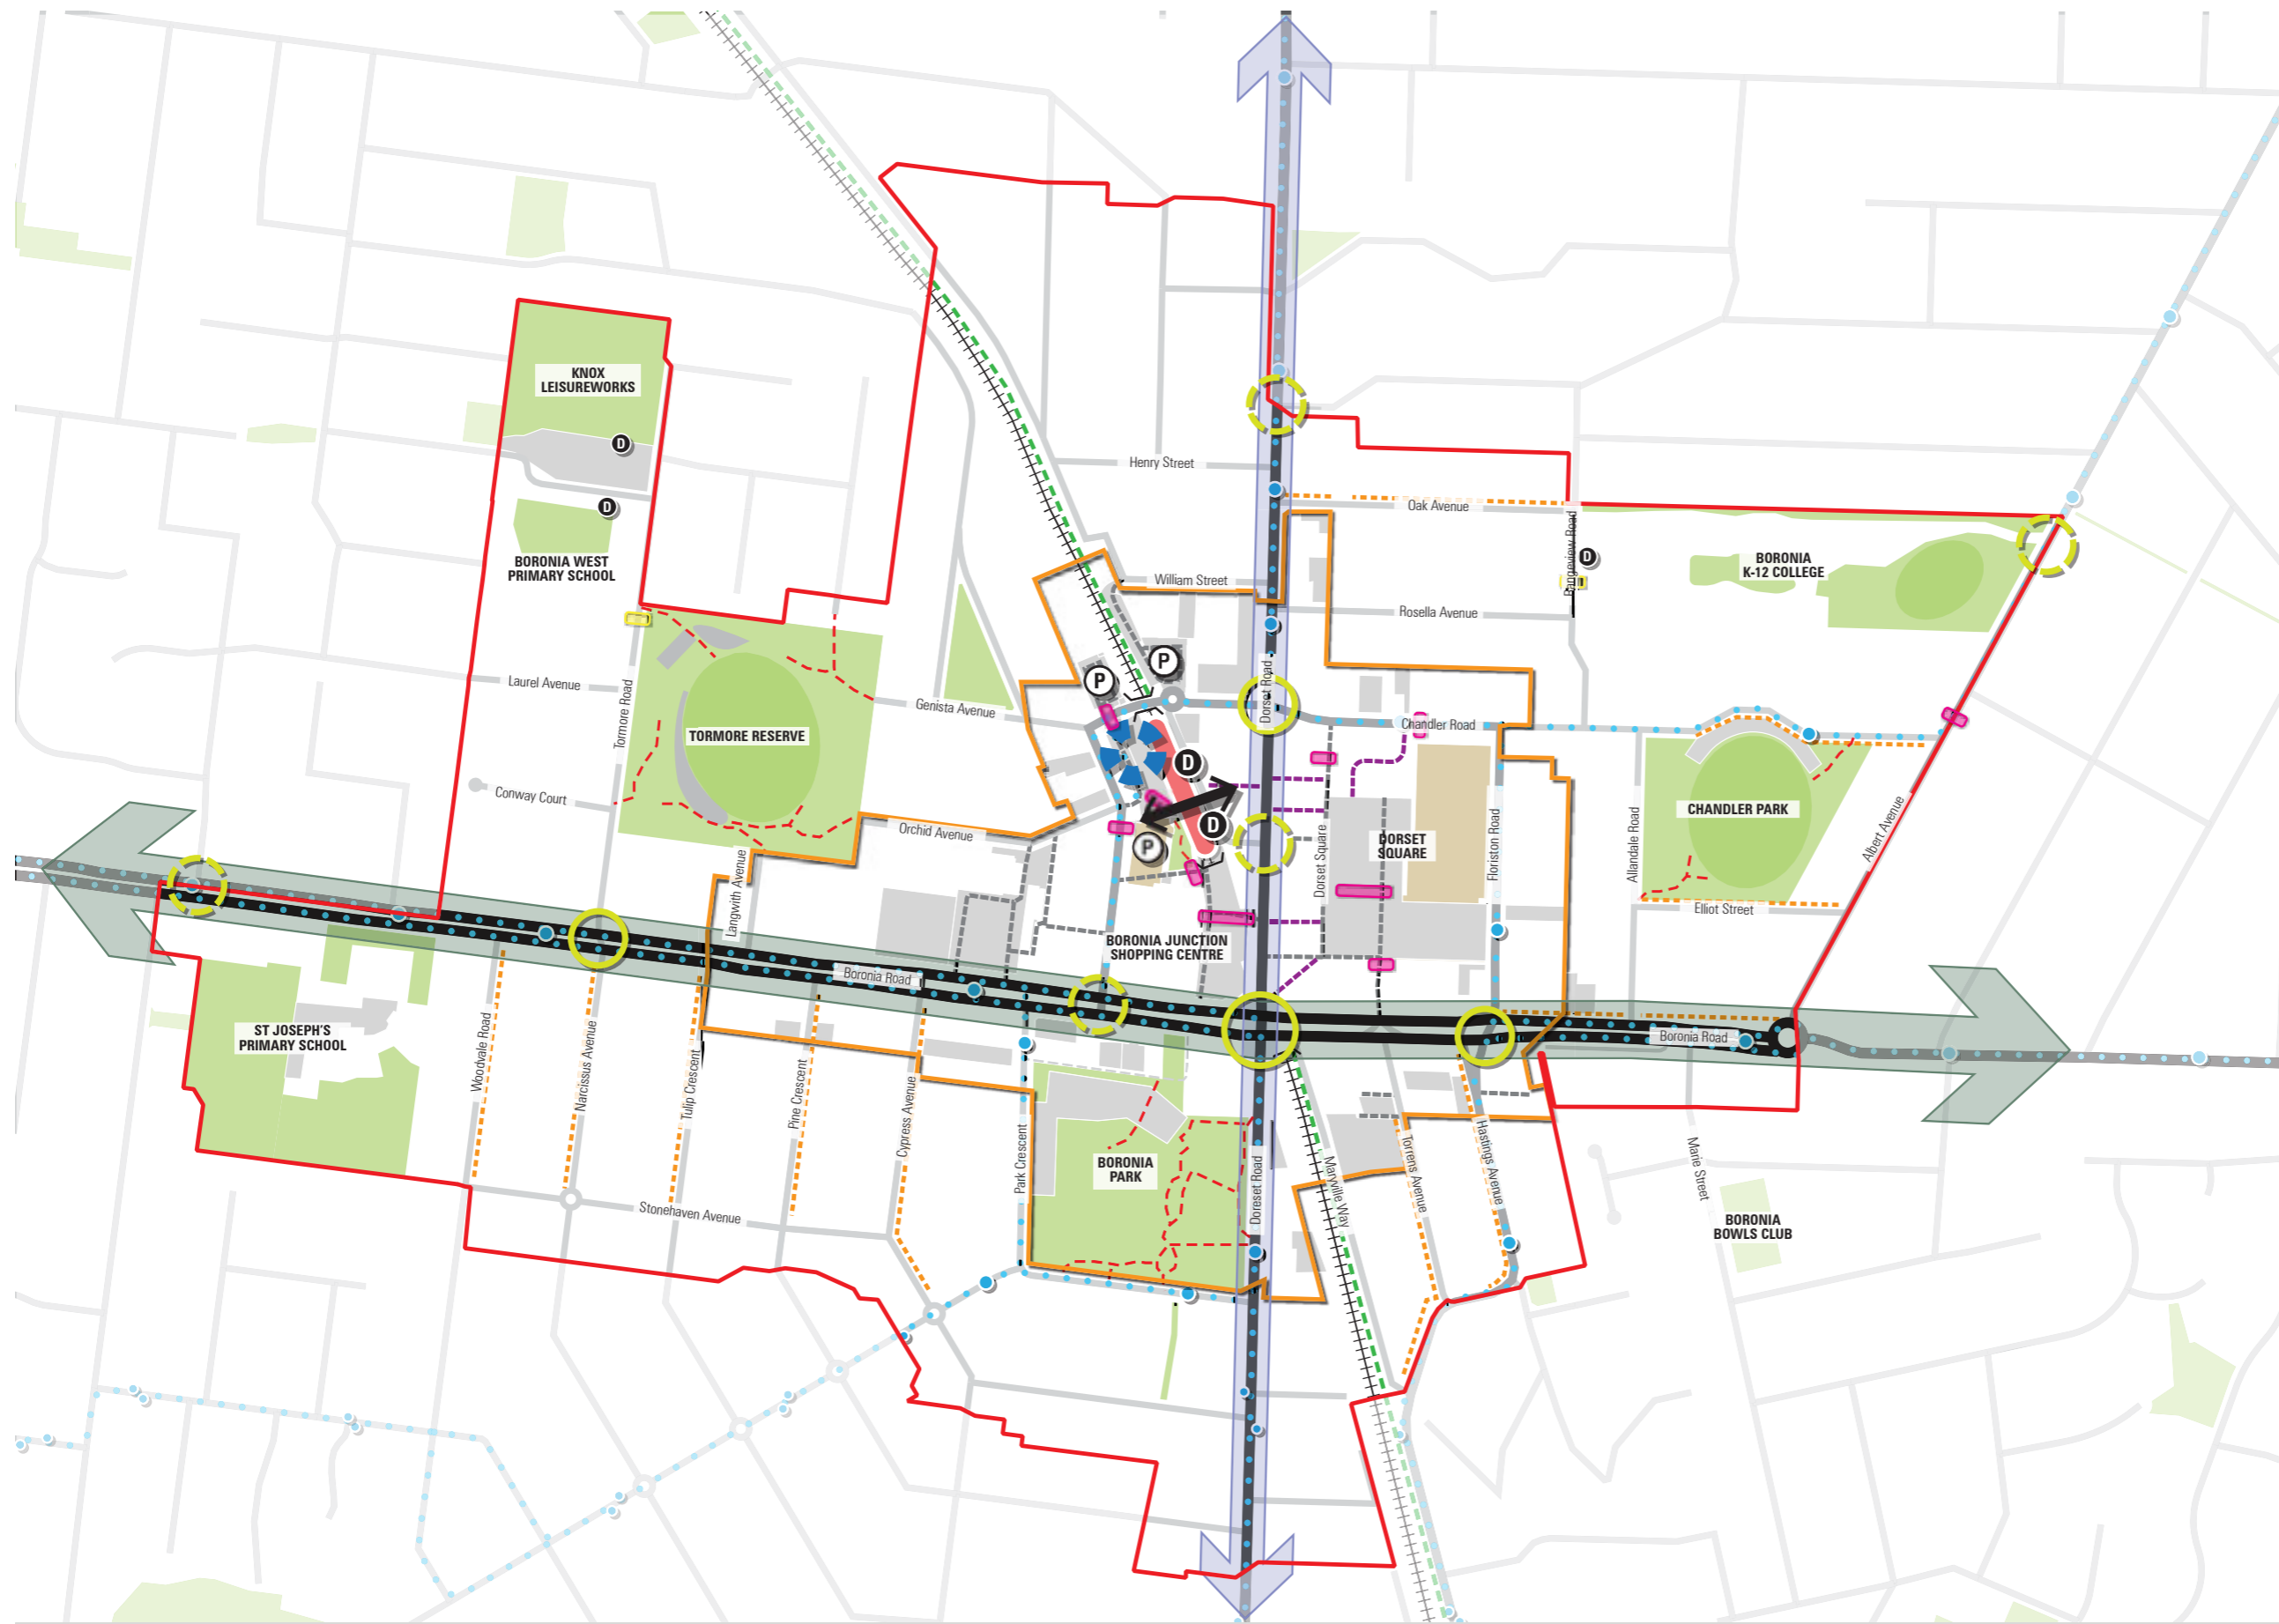 KNOX
LEISUREWORKS
D
Henry Street
D
Oak Avenue
Rangeview Road
D
BORONIA WEST
PRIMARY SCHOOL
BORONIA
K-12 COLLEGE
William Street
Rosella Avenue
P
P
Laurel Avenue
Tormore Road
Genista Avenue
Dorset Road
Chandler Road
TORMORE RESERVE
D
Conway Court
CHANDLER PARK
Orchid Avenue
D
P
Dorset Square
DORSET
SQUARE
Floriston Road
Allandale Road
Albert Avenue
Langwith Avenue
Elliot Street
BORONIA JUNCTION
SHOPPING CENTRE
Boronia Road
ST JOSEPH'S
PRIMARY SCHOOL
Boronia Road
Woodvale Road
Narcissus Avenue
Tulip Crescent
Pine Crescent
Cypress Avenue
Park Crescent
BORONIA
PARK
Doreset Road
Maryville Way
Torrens Avenue
Hastings Avenue
Marie Street
Stonehaven Avenue
BORONIA
BOWLS CLUB